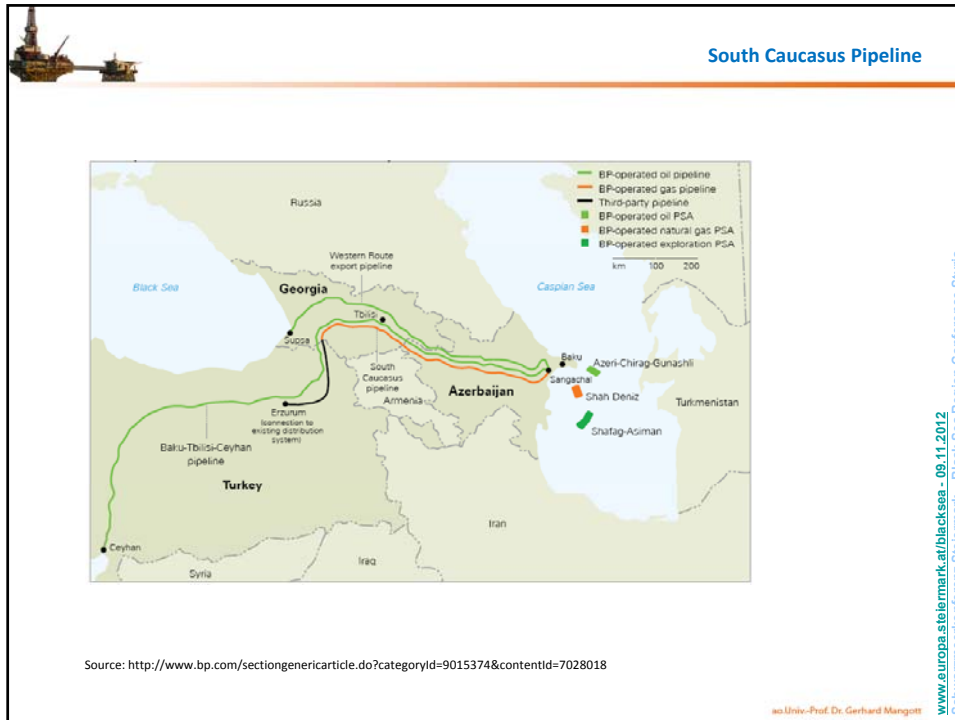 South Caucasus Pipeline
BP-operated oil pipeline
BP-operated gas pipeline
Third-party pipeline
BP-operated oil PSA
BP-operated natural gas PSA
BP-operated exploration PSA
km 100 200
Russia
Western Route
export pipeline
Black Sea
Georgia
Caspian Sea
Tbilisi
Supsa
Baku
Azeri-Chirag-Gunashli
Sangachal
South
Caucasus
pipeline
Armenia
Azerbaijan
Shah Deniz
Turkmenistan
Erzurum
(connection to
existing distribution
system)
Shafag-Asiman
Baku-Tbilisi-Ceyhan
pipeline
Turkey
Iran
Ceyhan
Iraq
Syria
Source: http://www.bp.com/sectiongenericarticle.do?categoryId=9015374&contentId=7028018
ao.Univ.-Prof. Dr. Gerhard Mangott
www.europa.steiermark.at/blacksea - 09.11.2012